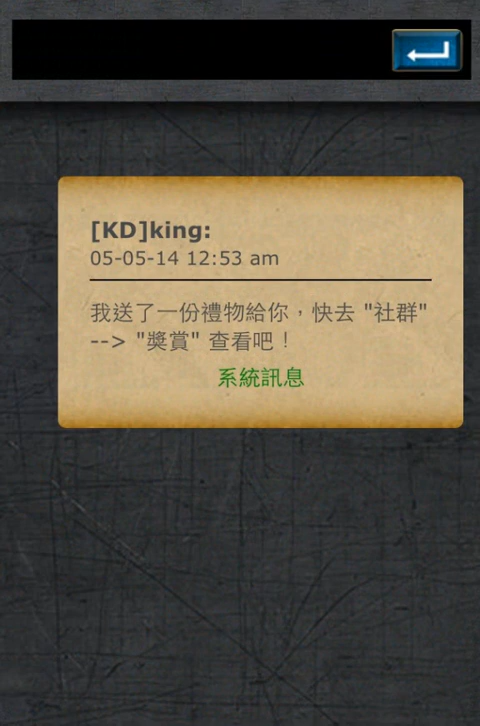 [KD]king:
05-05-14 12:53 am
我送了一份禮物給你，快去 "社群"
--> "獎賞" 查看吧！
系統訊息